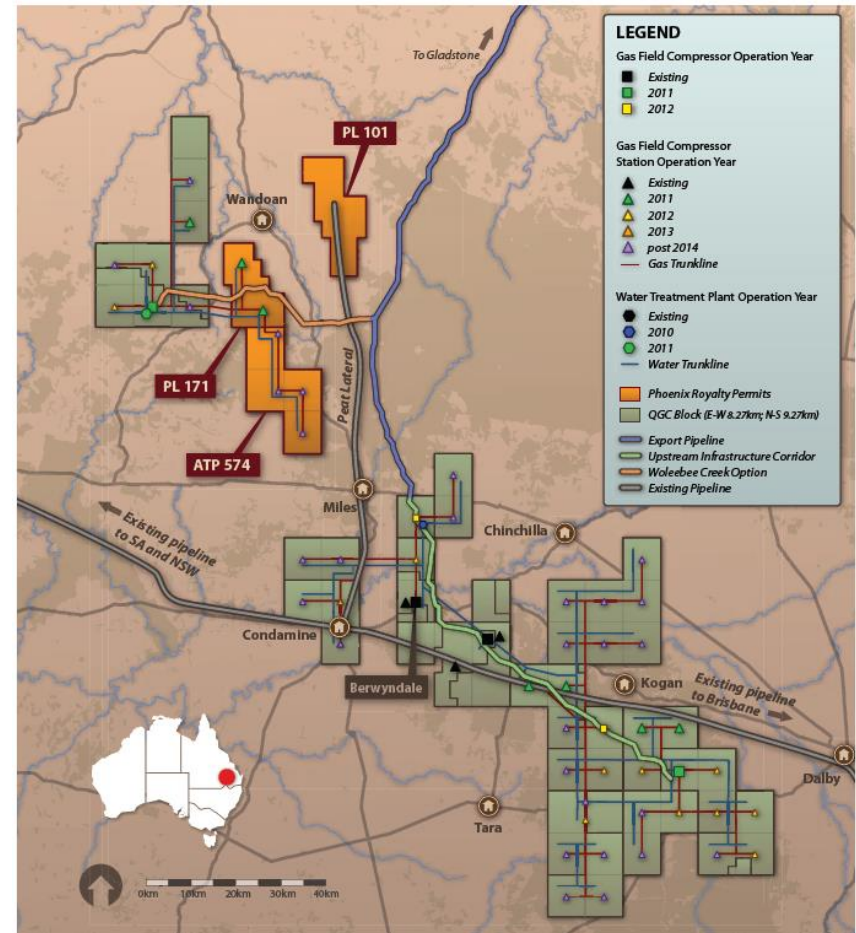 To Gladstone
PL 101
Wandoan
PL 171
Peat Lateral
ATP 574
Miles
Existing pipeline
to SA and NSW
Chinchilla
Condamine
Berwyndale
Kogan
Existing pipeline
to Brisbane
Dalby
Tara
0km 10km 20km 30km 40km
LEGEND
Gas Field Compressor Operation Year
Existing
2011
2012
Gas Field Compressor
Station Operation Year
Existing
2011
2012
2013
post 2014
Gas Trunkline
Water Treatment Plant Operation Year
Existing
2010
2011
Water Trunkline
Phoenix Royalty Permits
QGC Block (E-W 8.27km; N-S 9.27km)
Export Pipeline
Upstream Infrastructure Corridor
Woleebee Creek Option
Existing Pipeline